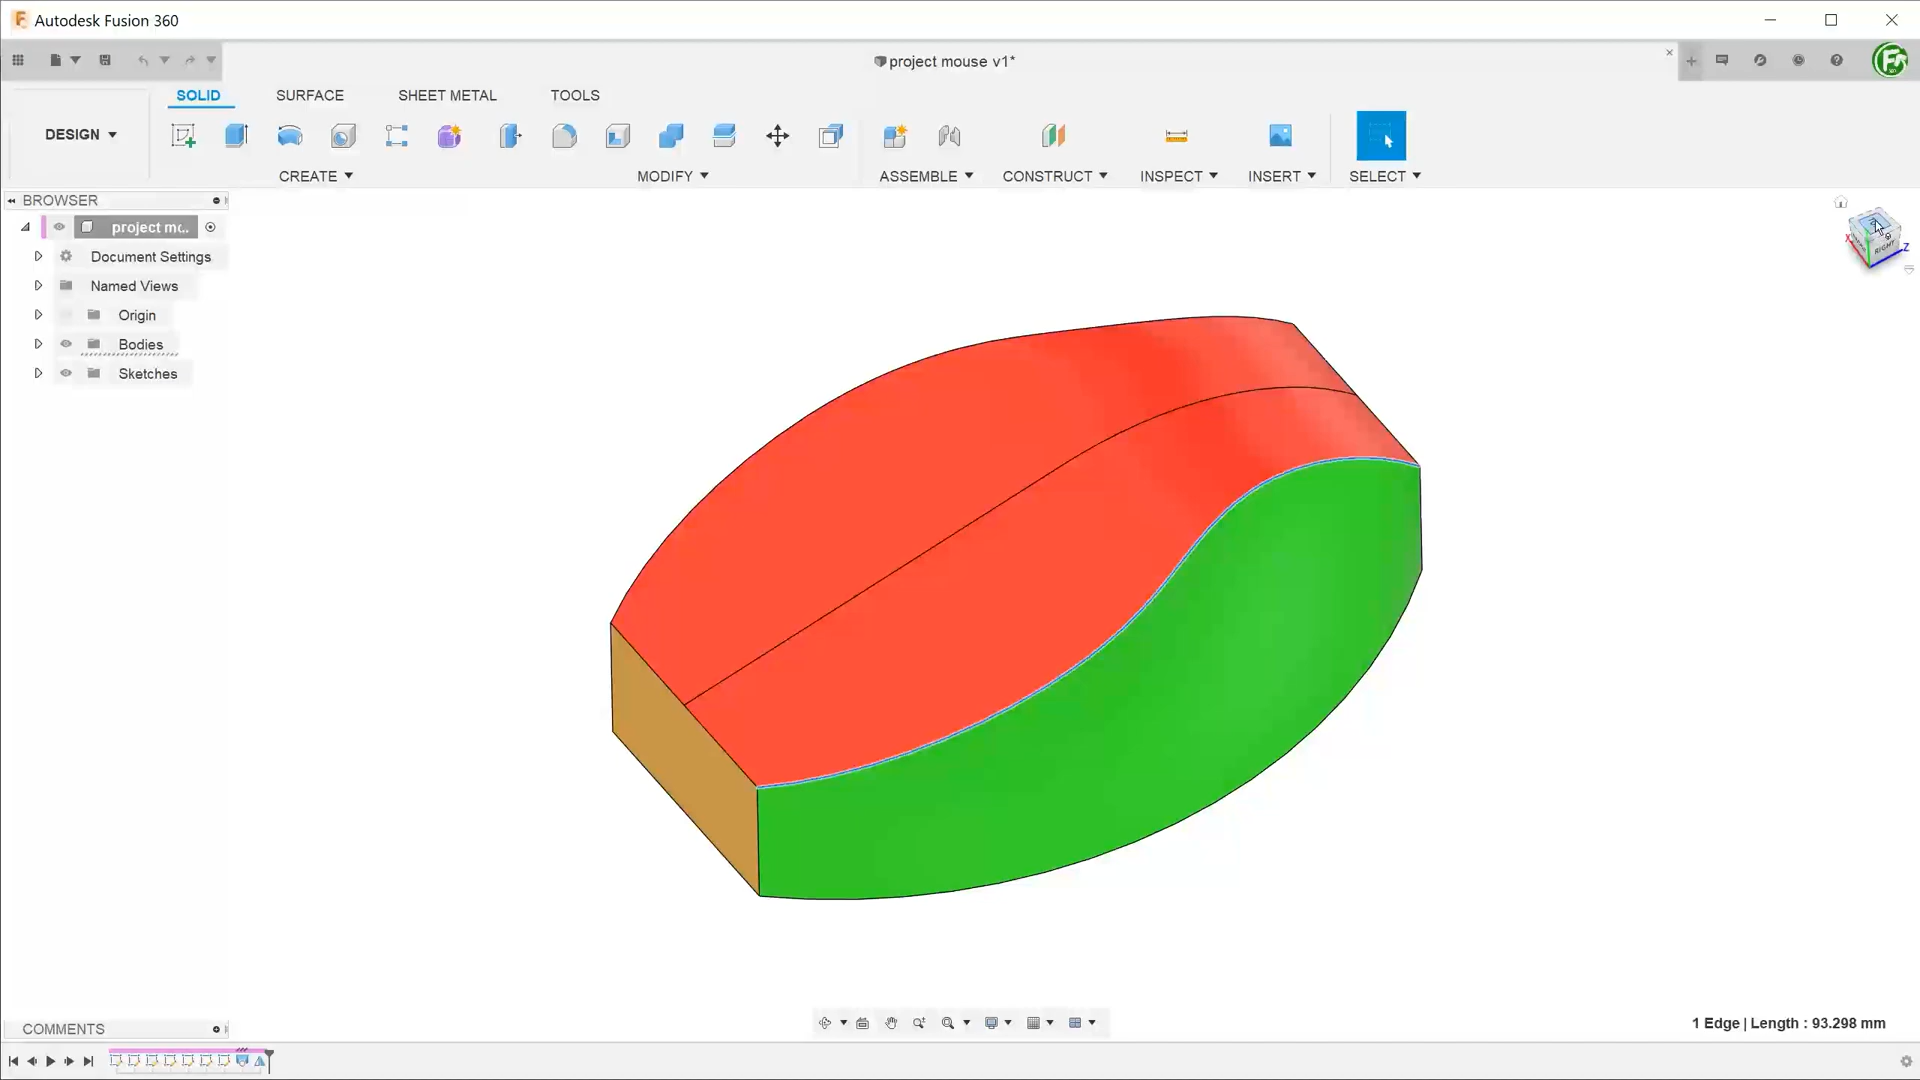 Autodesk Fusion 360
project mouse v1*
SOLID SURFACE SHEET METAL TOOLS
DESIGN
CREATE MODIFY ASSEMBLE CONSTRUCT INSPECT INSERT SELECT
BROWSER
project mo..
Document Settings
Named Views
Origin
Bodies
Sketches
RIGHT
X
Z
COMMENTS
1 Edge | Length : 93.298 mm